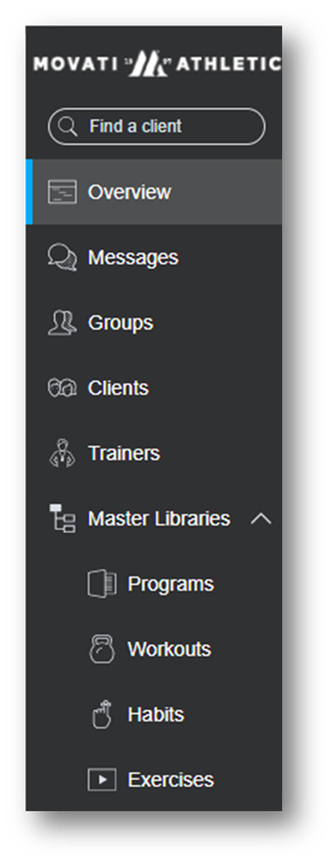 MOVATI ATHLETIC
Find a client
Overview
Messages
Groups
Clients
Trainers
Master Libraries
Programs
Workouts
Habits
Exercises